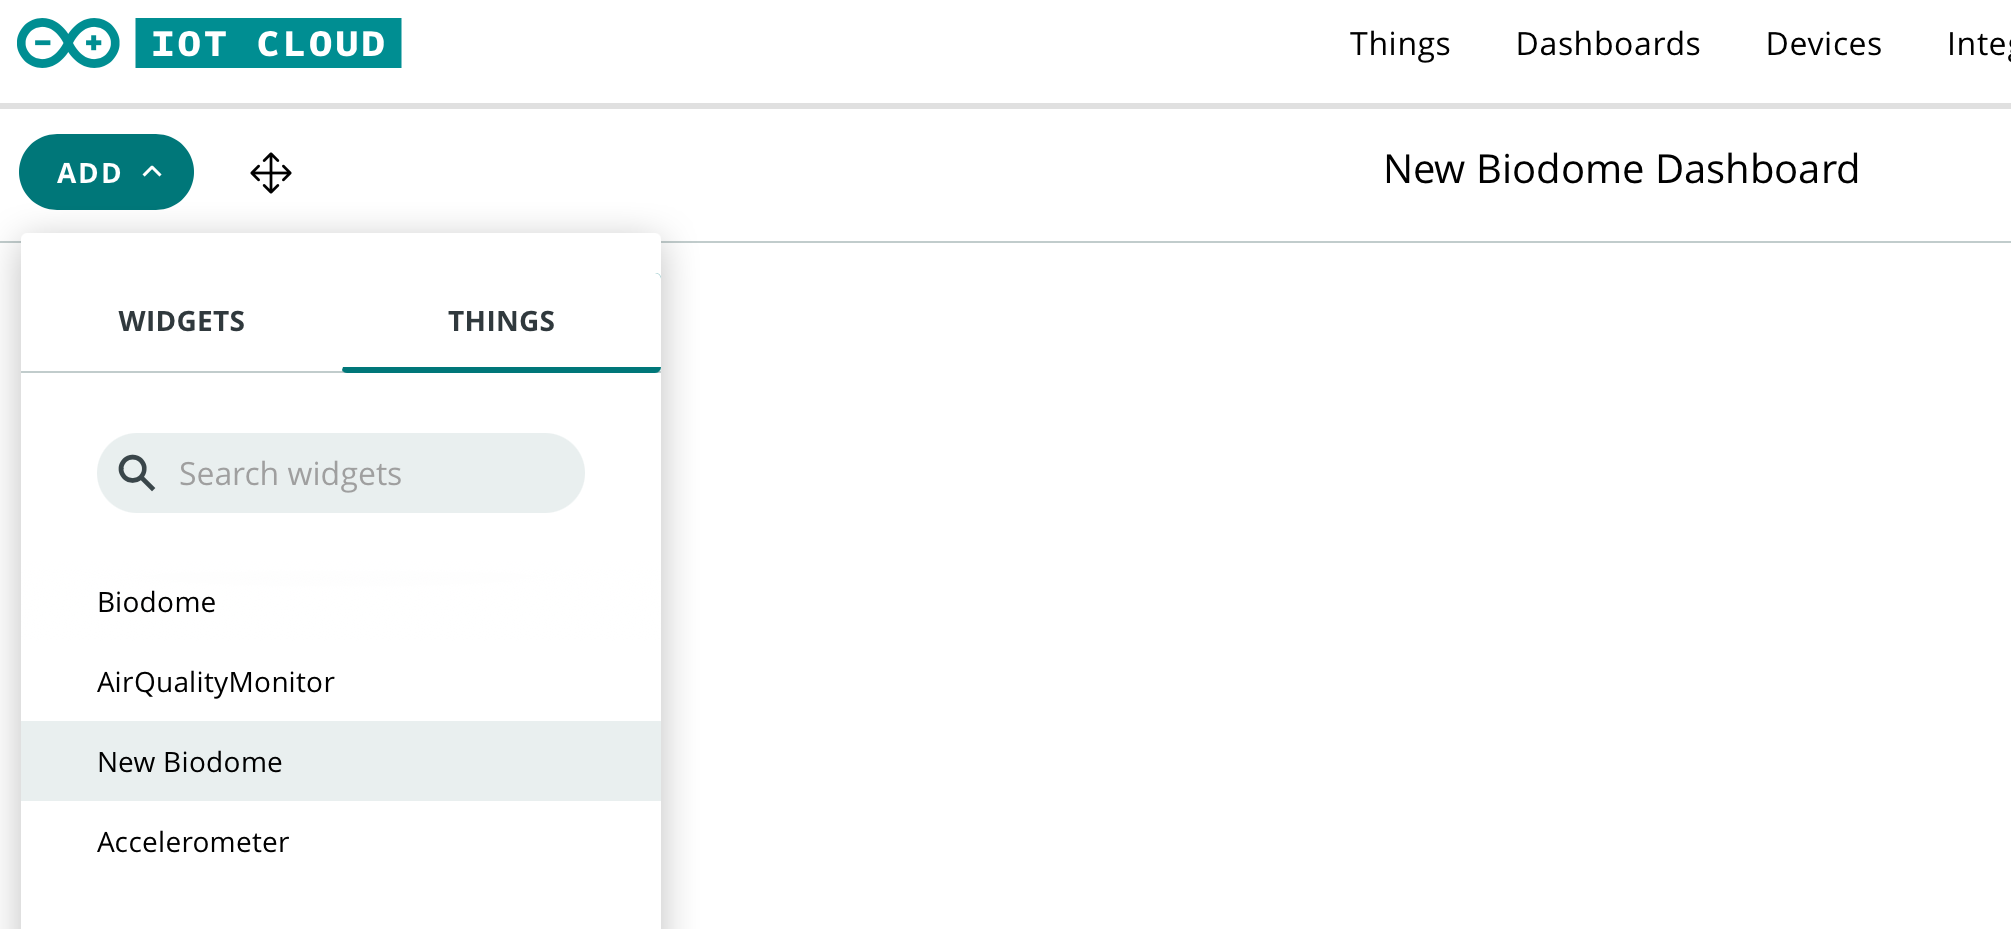 IOT CLOUD
Things Dashboards Devices
ADD
New Biodome Dashboard
WIDGETS THINGS
Search widgets
Biodome
AirQualityMonitor
New Biodome
Accelerometer